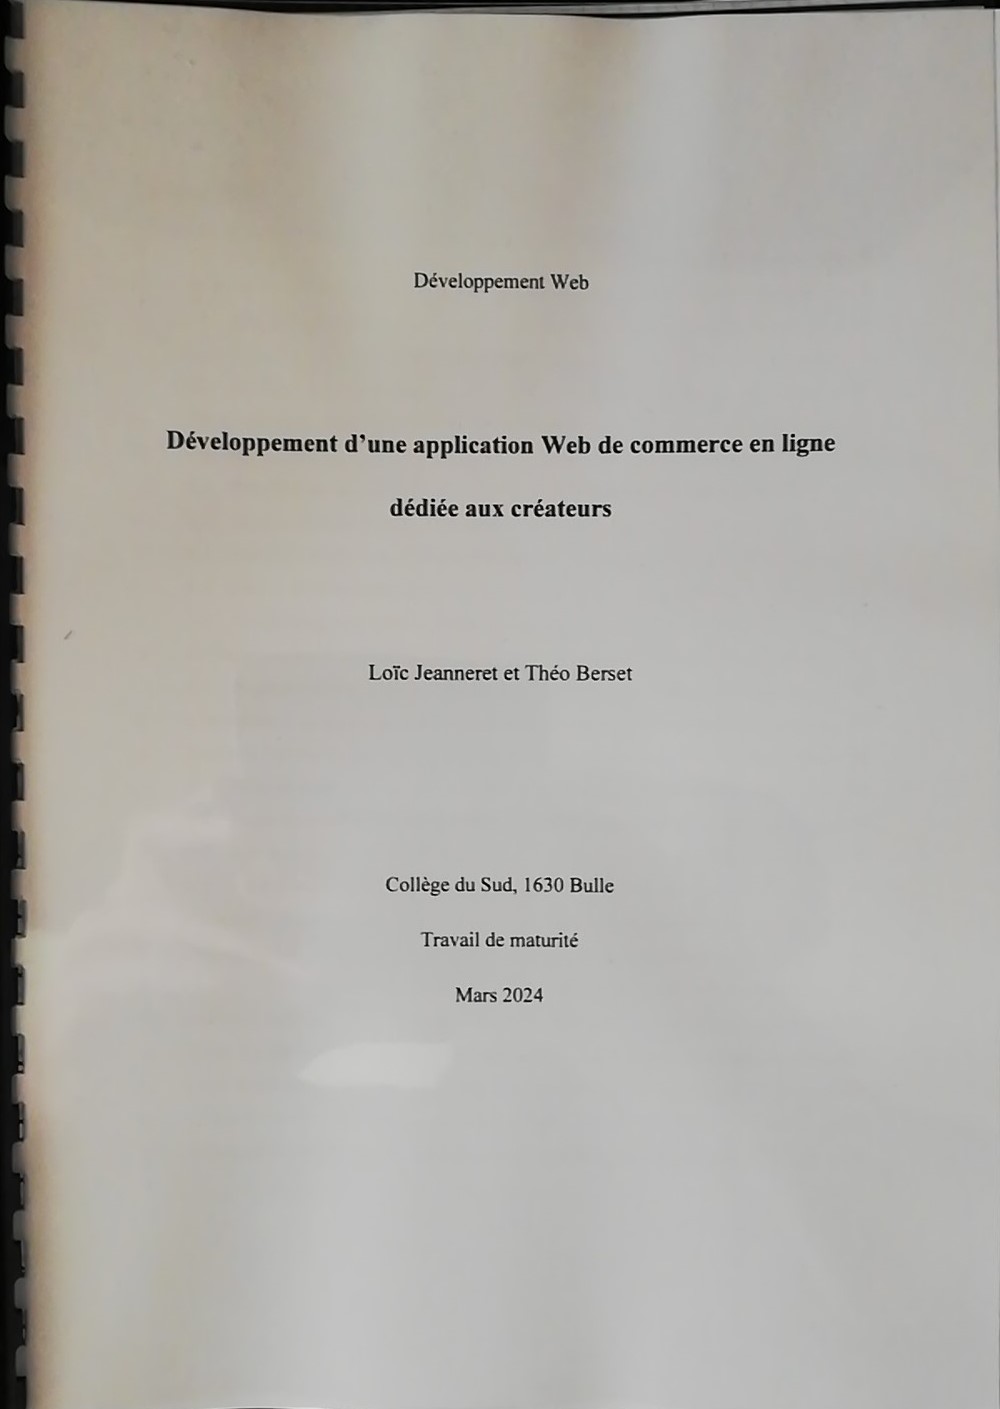 Développement Web
Développement d'une application Web de commerce en ligne
dédiée aux créateurs
Loïc Jeanneret et Théo Berset
Collège du Sud, 1630 Bulle
Travail de maturité
Mars 2024